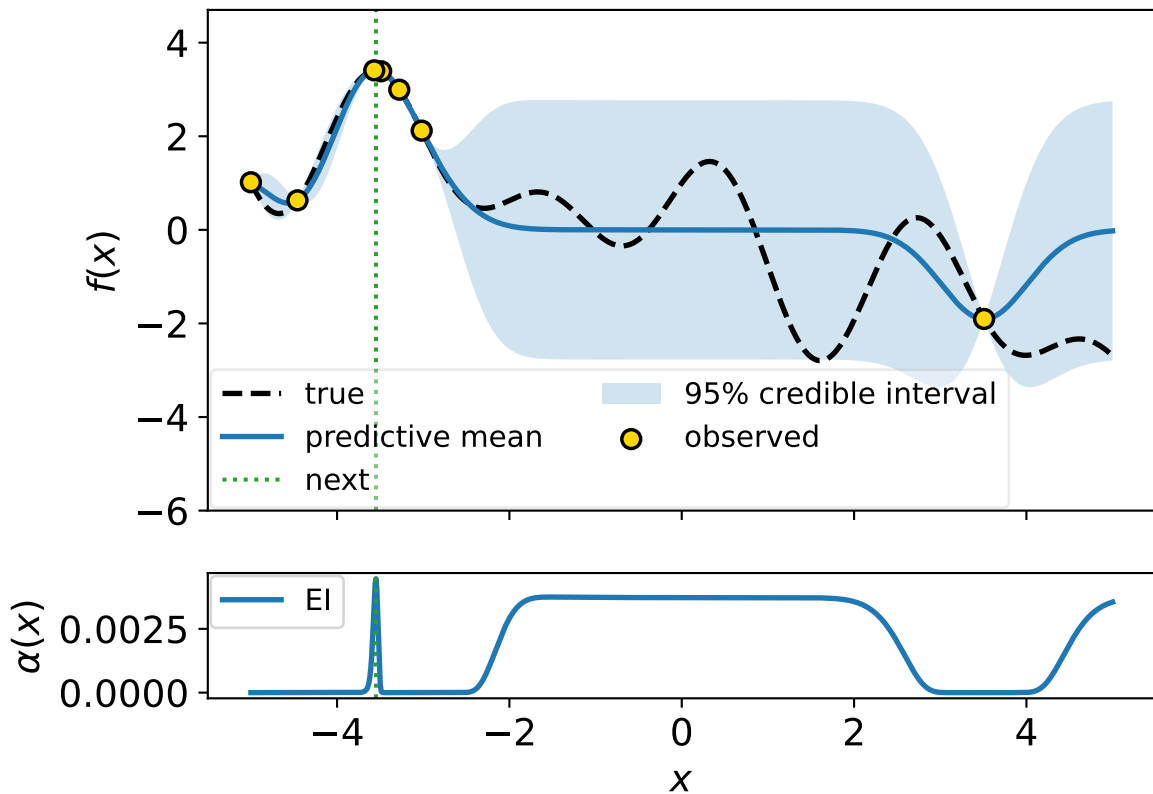 4
2
0
−2
−4
−6
f(x)
true
predictive mean
next
95% credible interval
observed
EI
0.0025
0.0000
α(x)
−4
−2
0
2
4
x